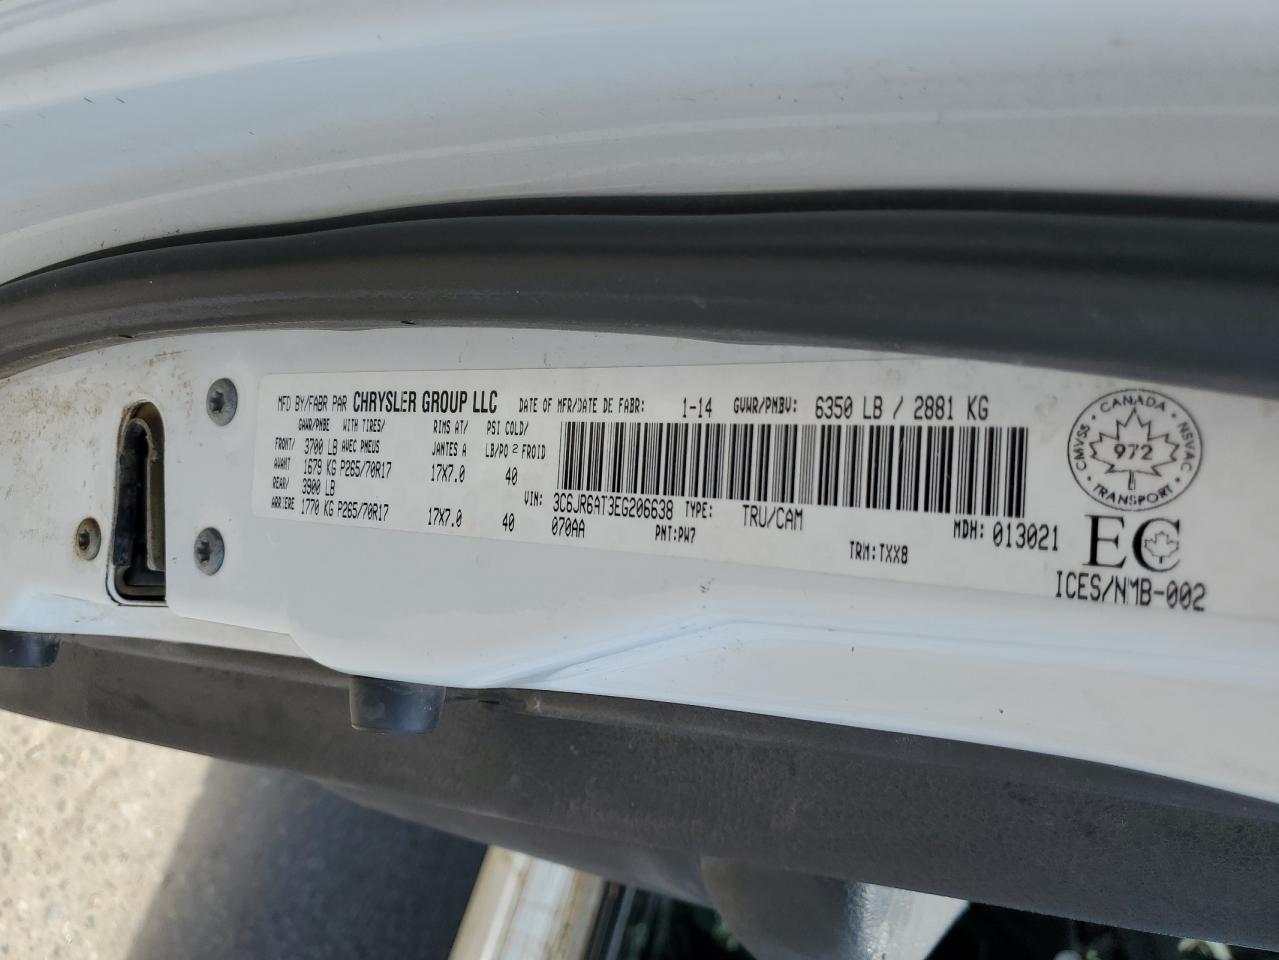 MFD BY/FABR PAR CHRYSLER GROUP LLC DATE OF MFR/DATE DE FABR: 1-14 GVWR/PNBV: 6350 LB / 2881 KG
GAWR/PNBE WITH TIRES/ RIMS AT/ PSI COLD/
FRONT/ 3700 LB AVEC PNEUS JANTES A LB/PO2 FROID
AVANT 1679 KG P265/70R17 17X7.0 40
REAR/ 3900 LB
ARRIERE 1770 KG P265/70R17 17X7.0 40
VIN: 3C6JR6AT3EG206638 TYPE: TRU/CAM MDH: 013021
070AA PNT:PW7 TRM:TXX8
CANADA
CMVSS 972 NSVAC
TRANSPORT
EC
ICES/NMB-002